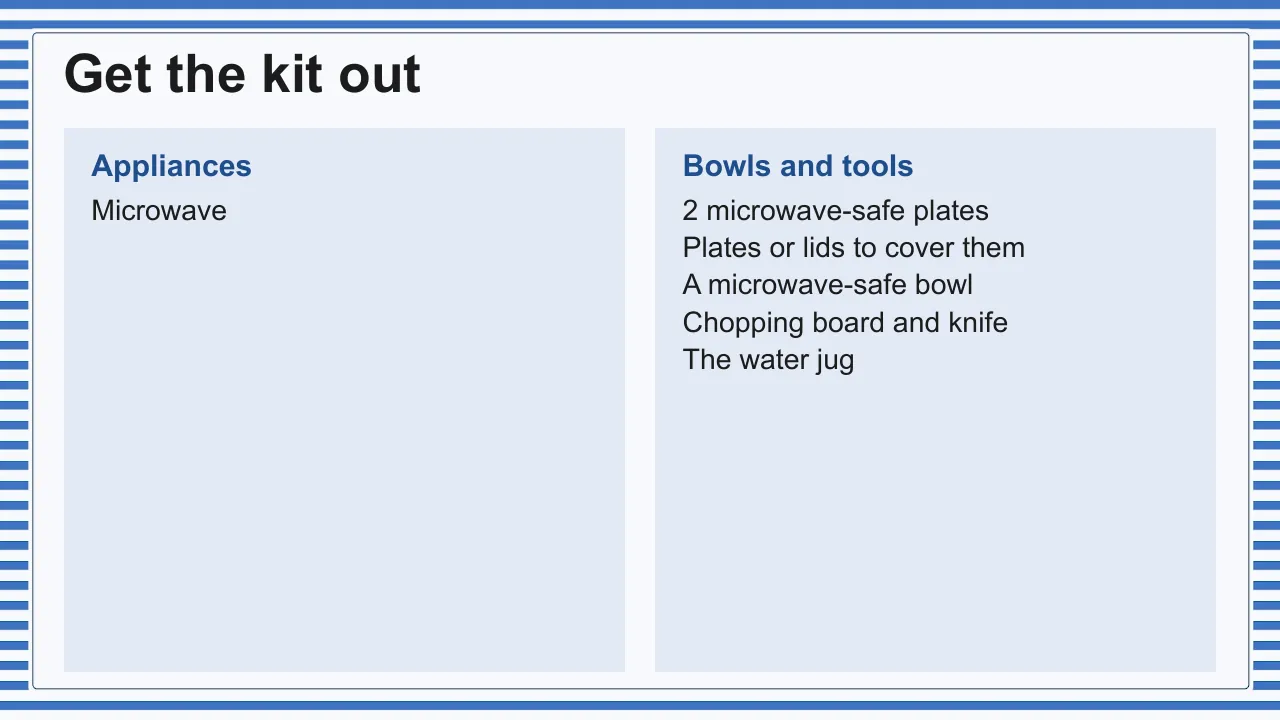 Get the kit out
Appliances
Microwave
Bowls and tools
2 microwave-safe plates
Plates or lids to cover them
A microwave-safe bowl
Chopping board and knife
The water jug